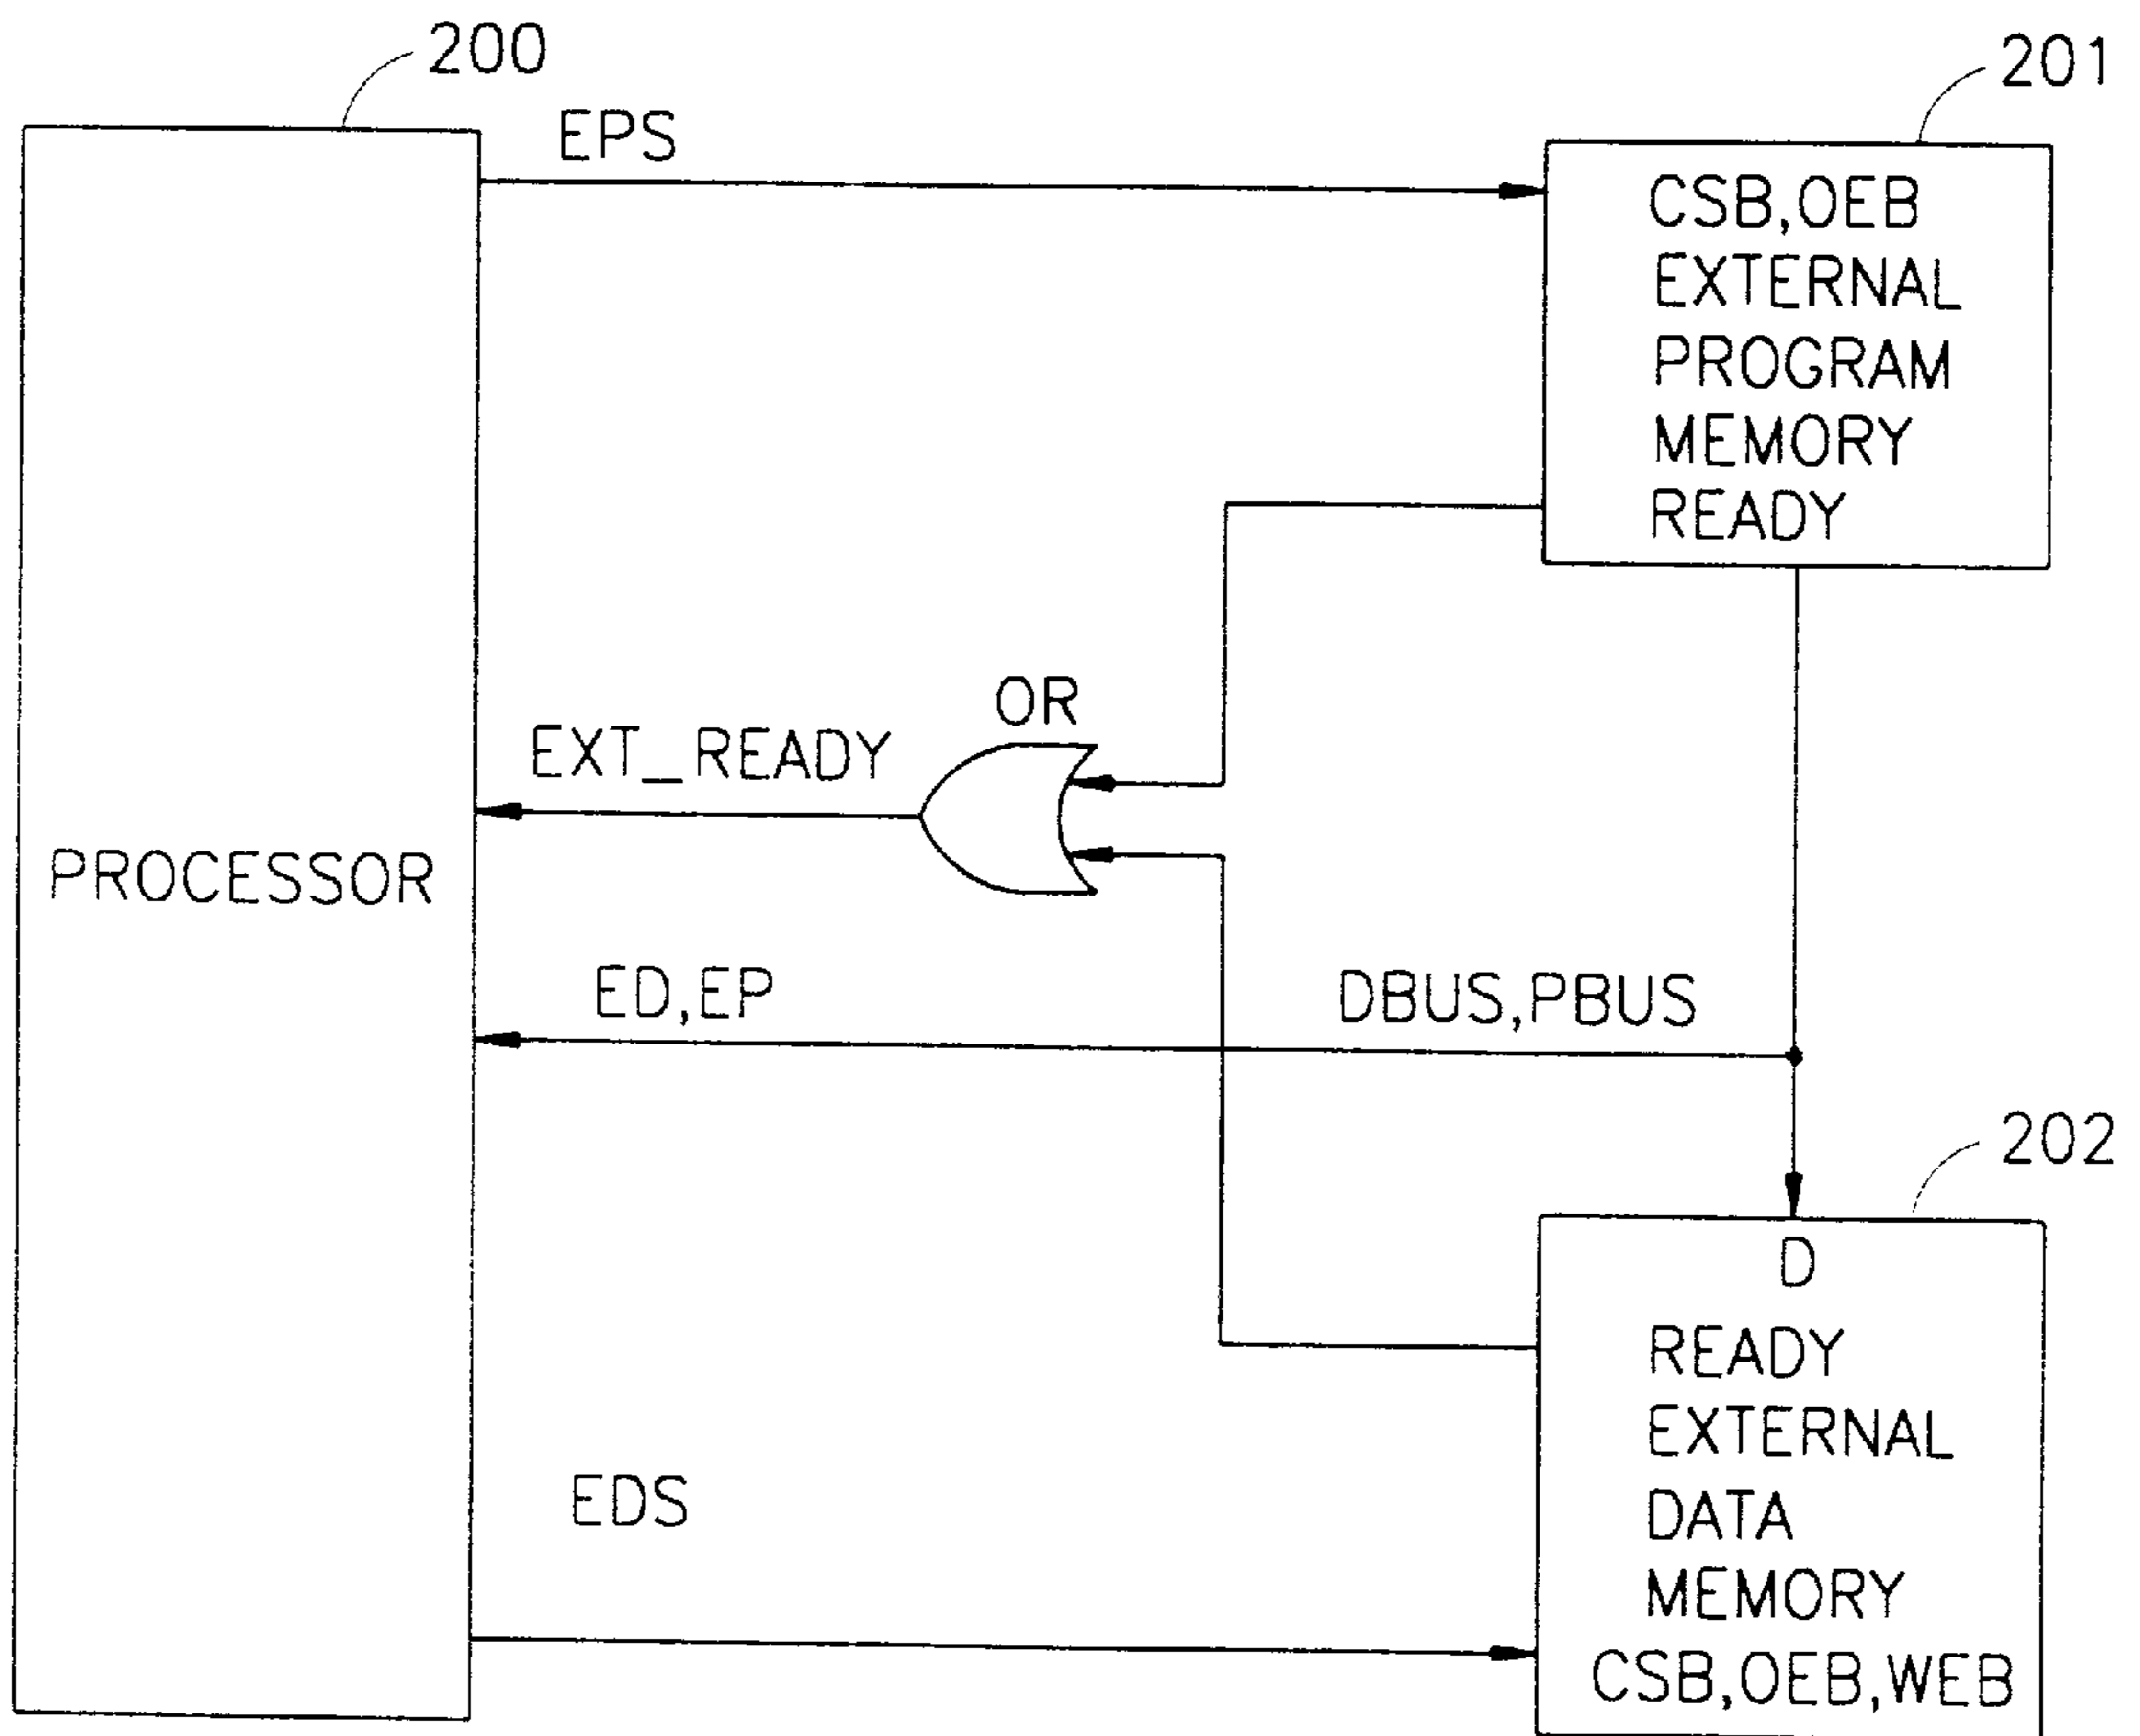 200
201
EPS
CSB,OEB
EXTERNAL
PROGRAM
MEMORY
READY
OR
EXT_READY
PROCESSOR
ED,EP
DBUS,PBUS
202
D
READY
EXTERNAL
DATA
MEMORY
CSB,OEB,WEB
EDS